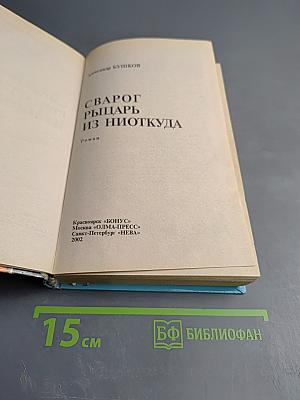 Александр БУШКОВ
СВАРОГ
РЫЦАРЬ
ИЗ НИОТКУДА
Роман
Красноярск «БОНУС»
Москва «ОЛМА-ПРЕСС»
Санкт-Петербург «НЕВА»
2002
15 см
БФ БИБЛИОФАН